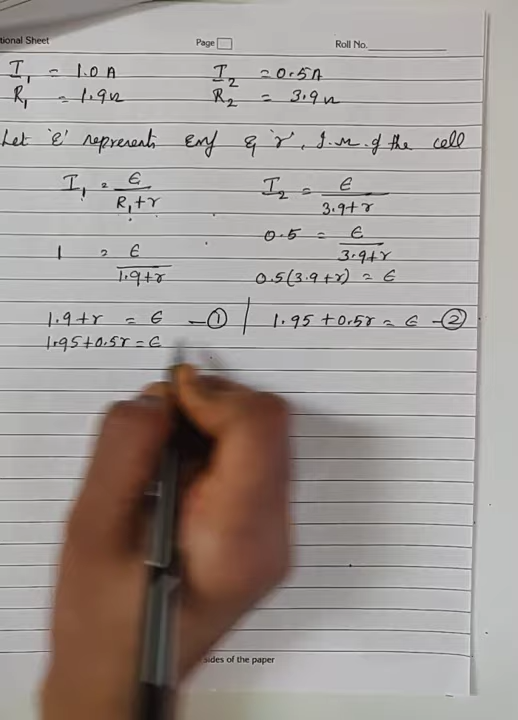 tional Sheet Page Roll No.
I₁ = 1.0 A I₂ = 0.5A
R₁ = 1.9Ω R₂ = 3.9Ω
Let 'ε' represents Emf & 'r', I.R. of the cell
I₁ = ε/(R₁+r) I₂ = ε/(3.9+r)
1 = ε/(1.9+r) 0.5 = ε/(3.9+r)
0.5(3.9+r) = ε
1.9+r = ε —① 1.95+0.5r = ε —②
1.95+0.5r = ε
sides of the paper